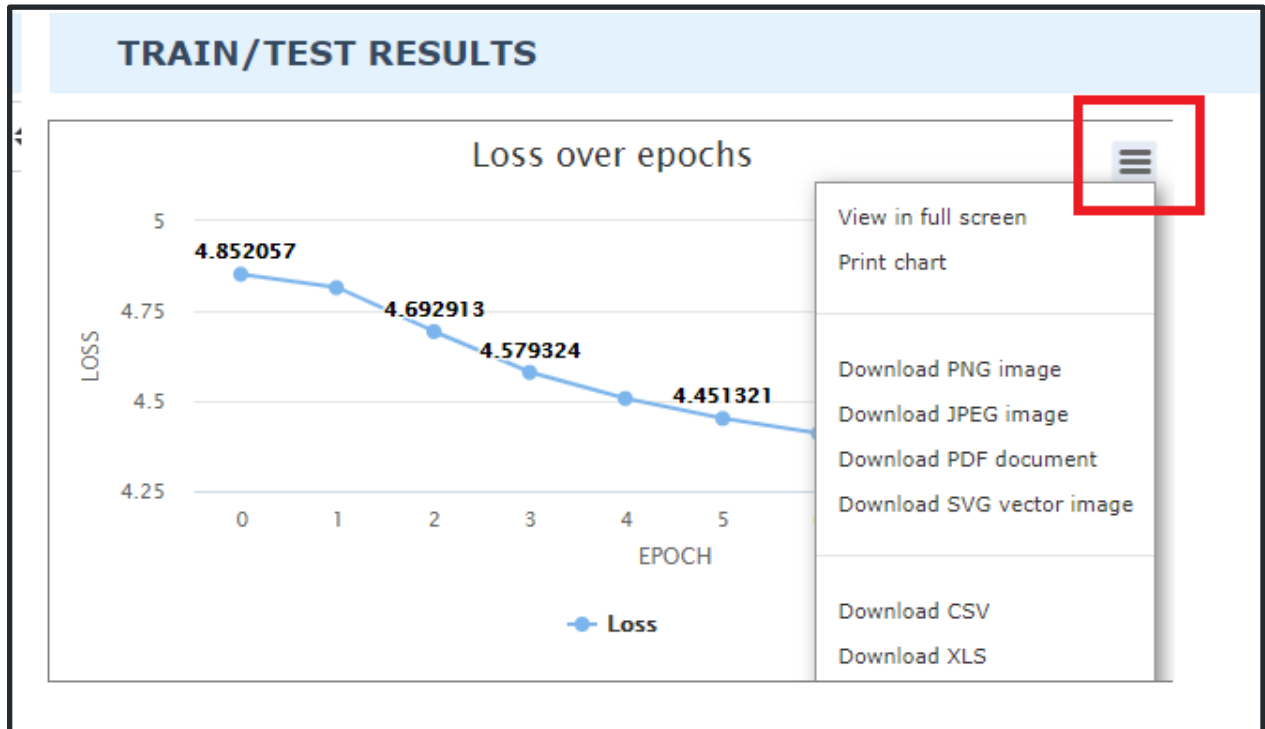 TRAIN/TEST RESULTS
Loss over epochs
View in full screen
Print chart
Download PNG image
Download JPEG image
Download PDF document
Download SVG vector image
Download CSV
Download XLS
5
4.75
4.5
4.25
LOSS
4.852057
4.692913
4.579324
4.451321
0 1 2 3 4 5
EPOCH
Loss